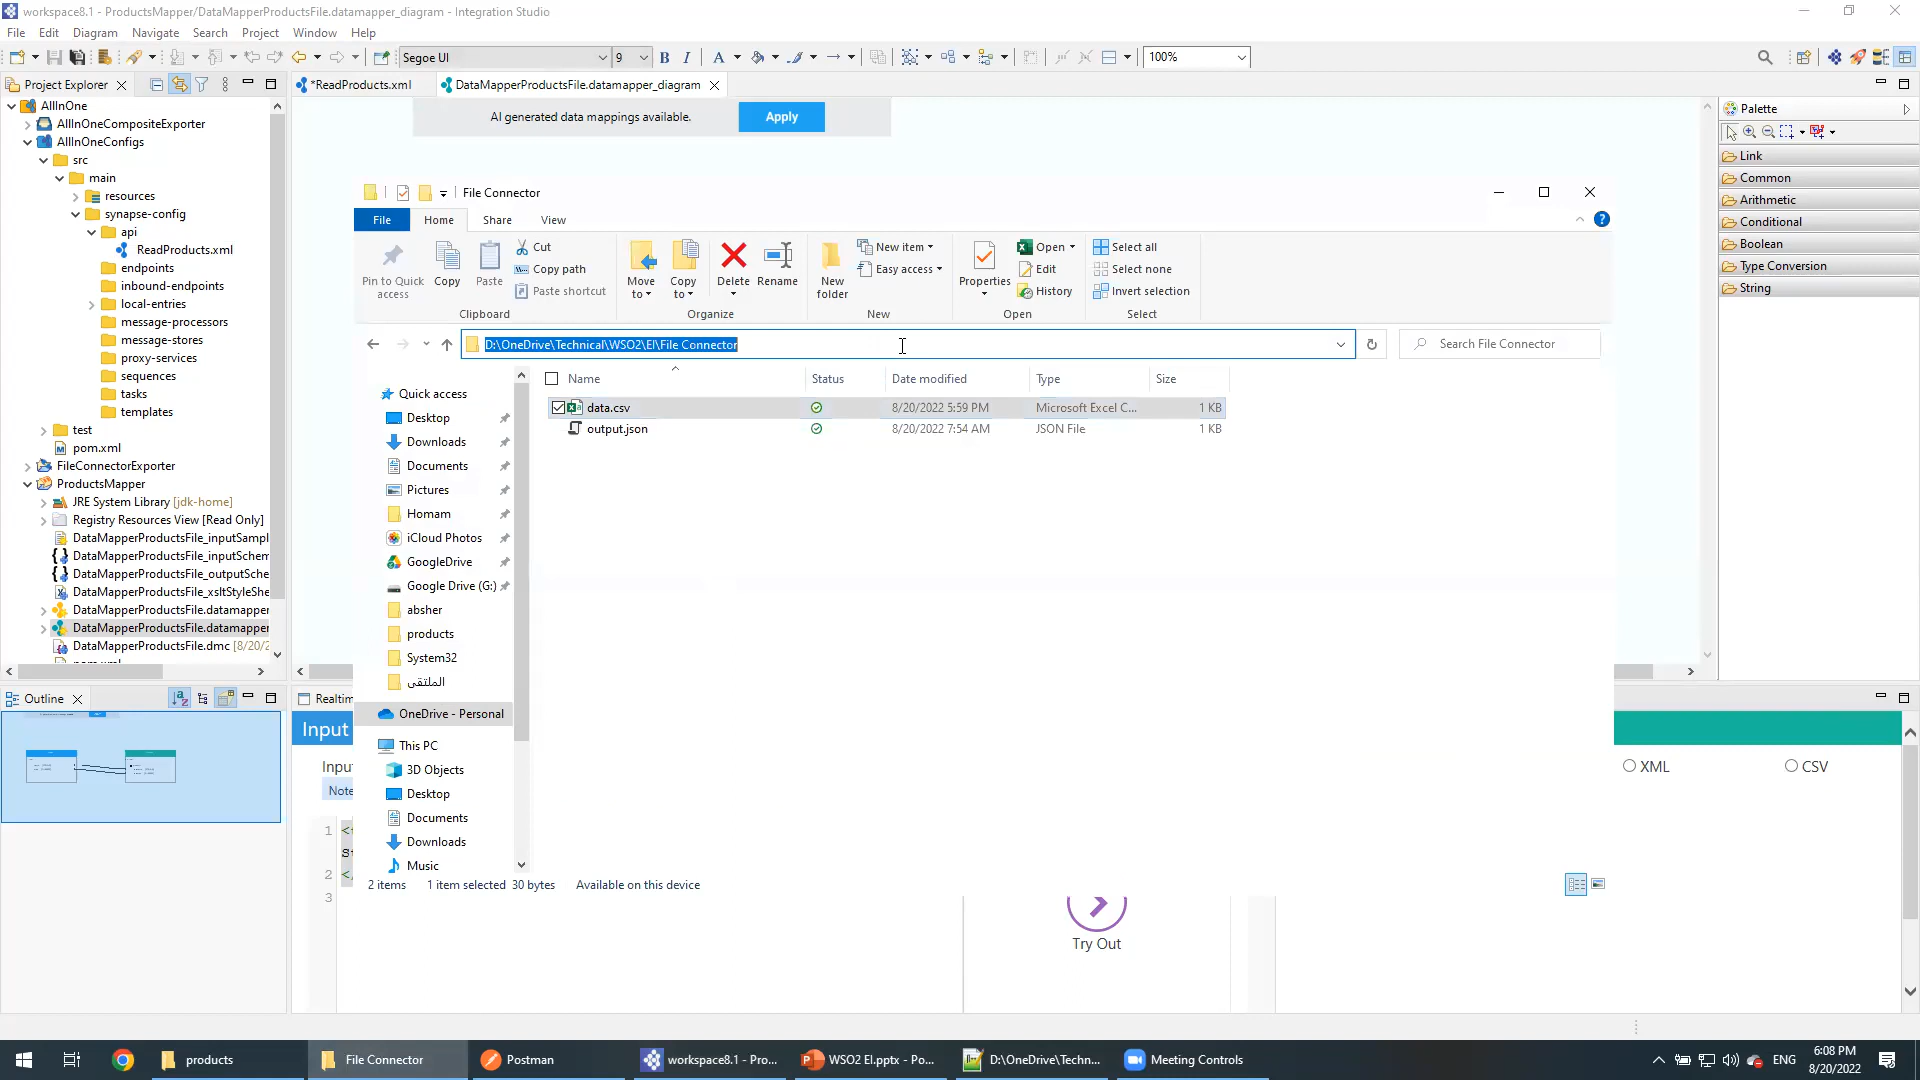 workspace8.1 - ProductsMapper/DataMapperProductsFile.datamapper_diagram - Integration Studio
File Edit Diagram Navigate Search Project Window Help
Segoe UI 9 B I A 100%
Project Explorer
AllInOne
AllInOneCompositeExporter
AllInOneConfigs
src
main
resources
synapse-config
api
ReadProducts.xml
endpoints
inbound-endpoints
local-entries
message-processors
message-stores
proxy-services
sequences
tasks
templates
test
pom.xml
FileConnectorExporter
ProductsMapper
JRE System Library [jdk-home]
Registry Resources View [Read Only]
DataMapperProductsFile_inputSampl
DataMapperProductsFile_inputSchem
DataMapperProductsFile_outputSche
DataMapperProductsFile_xsltStyleShe
DataMapperProductsFile.datamapper
DataMapperProductsFile.datamapper
DataMapperProductsFile.dmc [8/20/2
Outline
*ReadProducts.xml
DataMapperProductsFile.datamapper_diagram
AI generated data mappings available.
Apply
File Connector
File Home Share View
Pin to Quick access
Copy
Paste
Cut
Copy path
Paste shortcut
Clipboard
Move to
Copy to
Delete
Rename
Organize
New folder
New item
Easy access
New
Properties
Open
Edit
History
Open
Select all
Select none
Invert selection
Select
D:\OneDrive\Technical\WSO2\EI\File Connector
Search File Connector
Quick access
Desktop
Downloads
Documents
Pictures
Homam
iCloud Photos
GoogleDrive
Google Drive (G:)
absher
products
System32
الملتقى
OneDrive - Personal
This PC
3D Objects
Desktop
Documents
Downloads
Music
Name Status Date modified Type Size
data.csv 8/20/2022 5:59 PM Microsoft Excel C... 1 KB
output.json 8/20/2022 7:54 AM JSON File 1 KB
2 items 1 item selected 30 bytes Available on this device
Palette
Link
Common
Arithmetic
Conditional
Boolean
Type Conversion
String
Realtim
Input
Input
Note
1
2
3
Try Out
XML
CSV
products
File Connector
Postman
workspace8.1 - Pro...
WSO2 EI.pptx - Po...
D:\OneDrive\Techn...
Meeting Controls
ENG
6:08 PM
8/20/2022